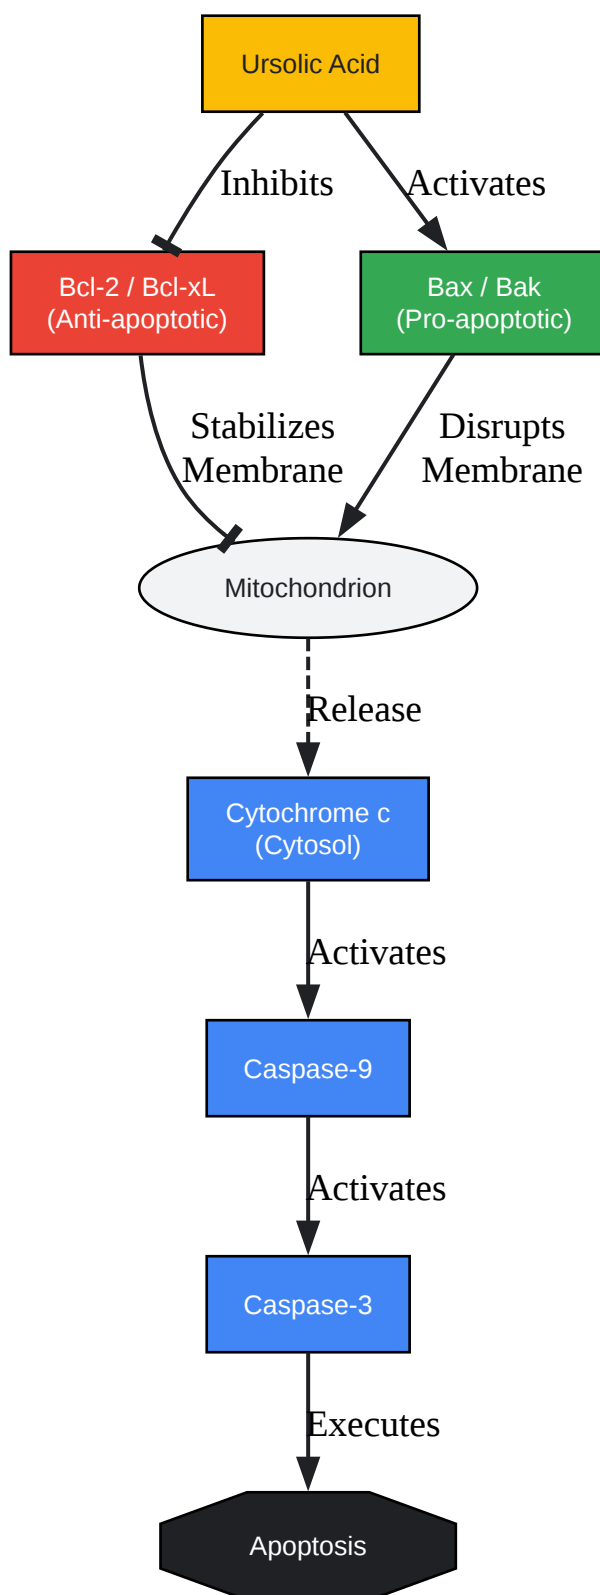 Ursolic Acid
Inhibits
Activates
Bcl-2 / Bcl-xL
(Anti-apoptotic)
Bax / Bak
(Pro-apoptotic)
Stabilizes
Membrane
Disrupts
Membrane
Mitochondrion
Release
Cytochrome c
(Cytosol)
Activates
Caspase-9
Activates
Caspase-3
Executes
Apoptosis